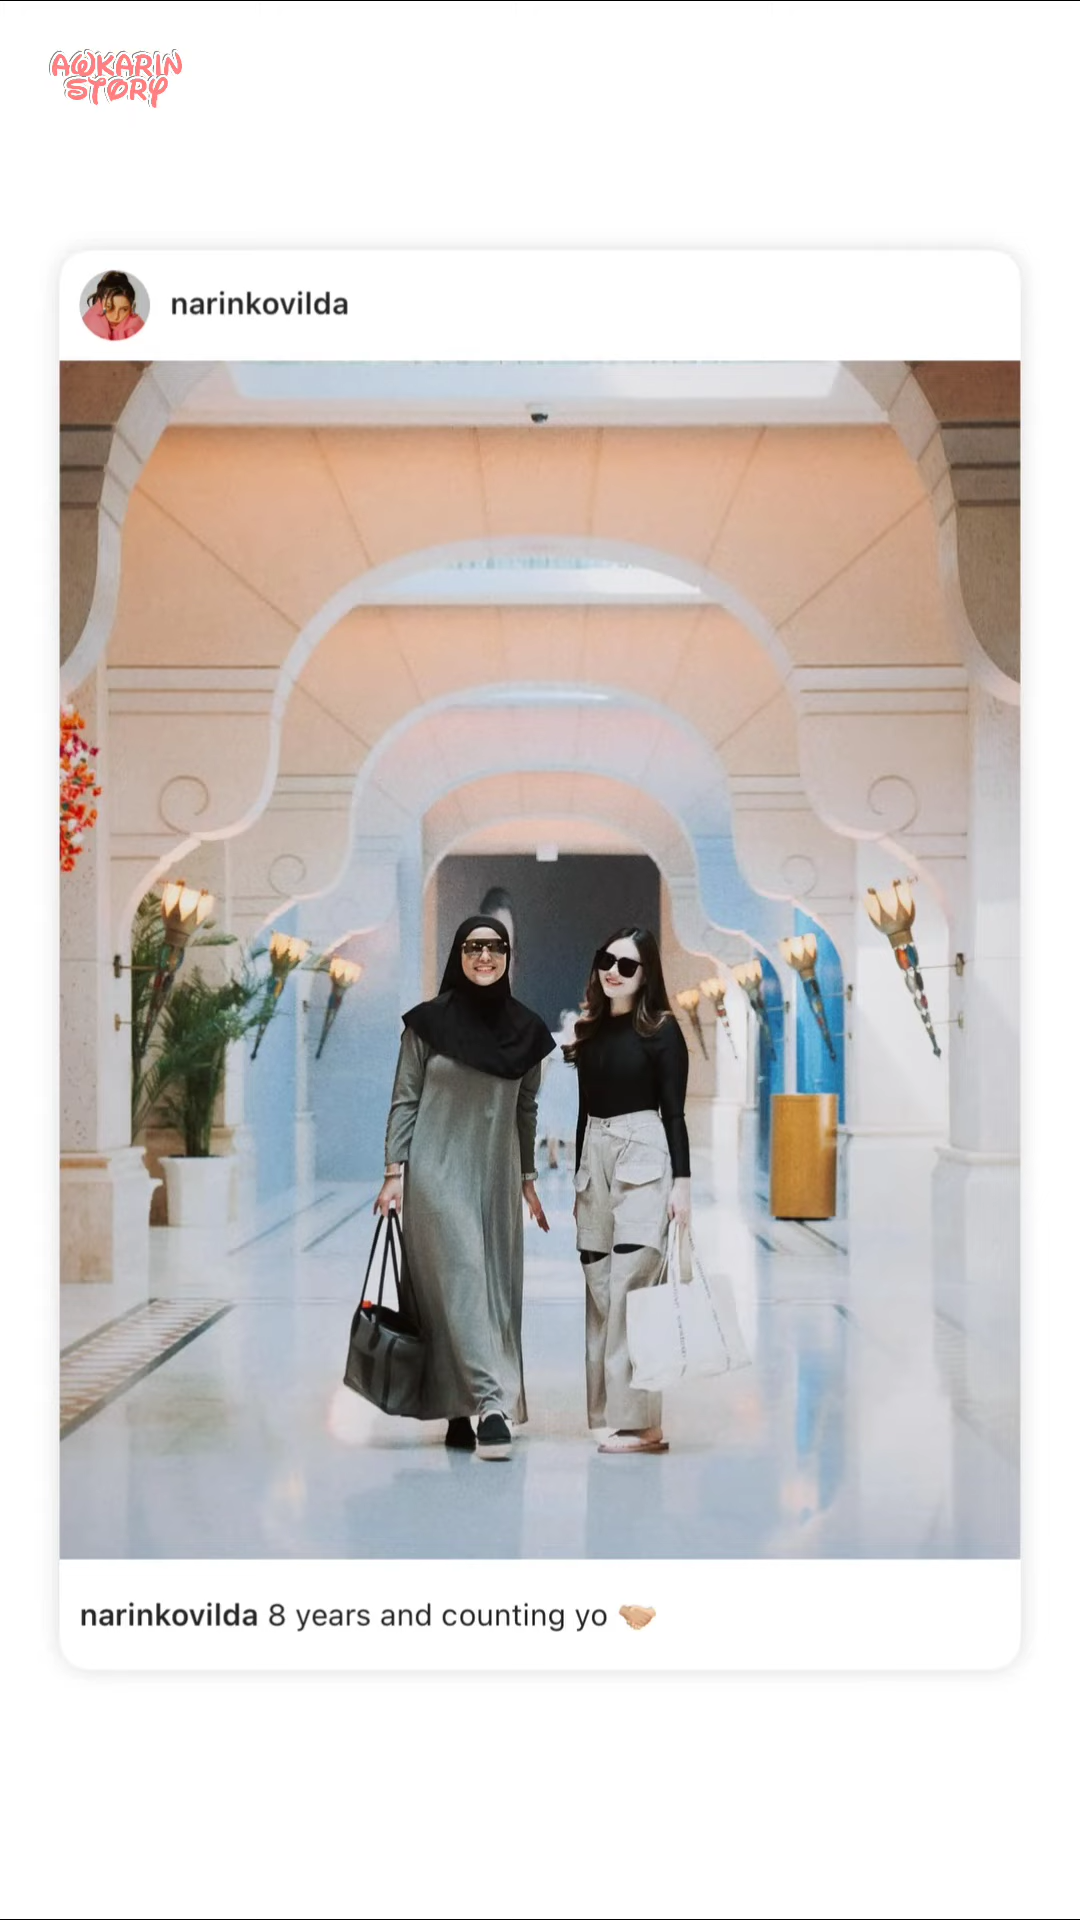 AWKARIN
STORY
narinkovilda
narinkovilda 8 years and counting yo 🤝🏼